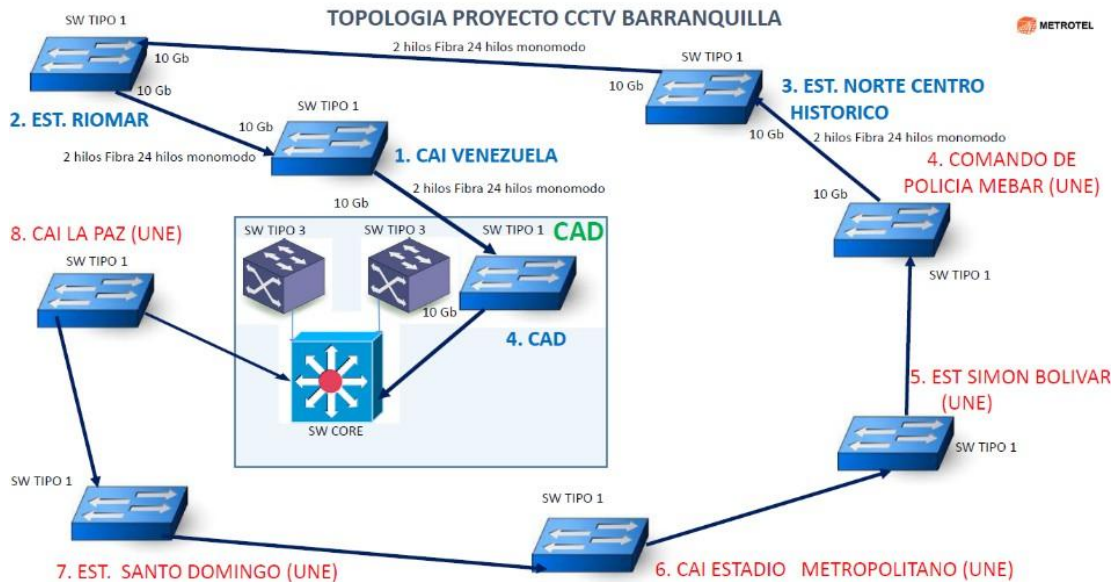 TOPOLOGIA PROYECTO CCTV BARRANQUILLA
METROTEL
SW TIPO 1
2 hilos Fibra 24 hilos monomodo
SW TIPO 1
10 Gb
10 Gb
10 Gb
3. EST. NORTE CENTRO
HISTORICO
2. EST. RIOMAR
SW TIPO 1
10 Gb
10 Gb
2 hilos Fibra 24 hilos monomodo
2 hilos Fibra 24 hilos monomodo
1. CAI VENEZUELA
4. COMANDO DE
POLICIA MEBAR (UNE)
2 hilos Fibra 24 hilos monomodo
10 Gb
10 Gb
8. CAI LA PAZ (UNE)
SW TIPO 3
SW TIPO 3
SW TIPO 1
CAD
SW TIPO 1
SW TIPO 1
10 Gb
4. CAD
5. EST SIMON BOLIVAR
(UNE)
SW CORE
SW TIPO 1
SW TIPO 1
SW TIPO 1
7. EST. SANTO DOMINGO (UNE)
6. CAI ESTADIO METROPOLITANO (UNE)